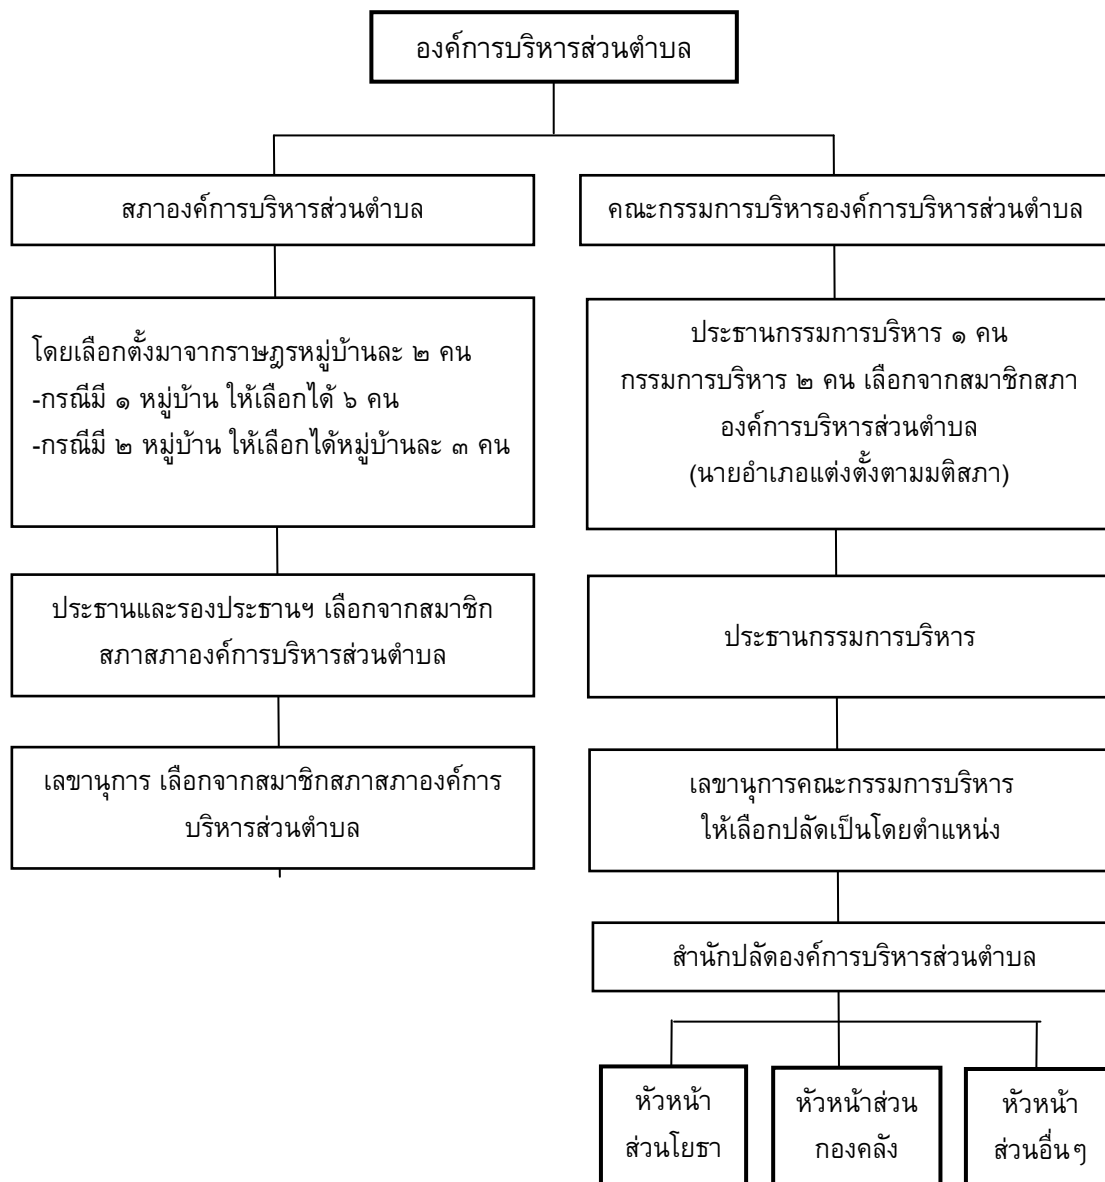 องค์การบริหารส่วนตำบล
สภาองค์การบริหารส่วนตำบล
คณะกรรมการบริหารองค์การบริหารส่วนตำบล
โดยเลือกตั้งมาจากราษฎรหมู่บ้านละ ๒ คน
-กรณีมี ๑ หมู่บ้าน ให้เลือกได้ ๖ คน
-กรณีมี ๒ หมู่บ้าน ให้เลือกได้หมู่บ้านละ ๓ คน
ประธานกรรมการบริหาร ๑ คน
กรรมการบริหาร ๒ คน เลือกจากสมาชิกสภา
องค์การบริหารส่วนตำบล
(นายอำเภอแต่งตั้งตามมติสภา)
ประธานและรองประธานฯ เลือกจากสมาชิก
สภาสภาองค์การบริหารส่วนตำบล
ประธานกรรมการบริหาร
เลขานุการ เลือกจากสมาชิกสภาสภาองค์การ
บริหารส่วนตำบล
เลขานุการคณะกรรมการบริหาร
ให้เลือกปลัดเป็นโดยตำแหน่ง
สำนักปลัดองค์การบริหารส่วนตำบล
หัวหน้า
ส่วนโยธา
หัวหน้าส่วน
กองคลัง
หัวหน้า
ส่วนอื่นๆ